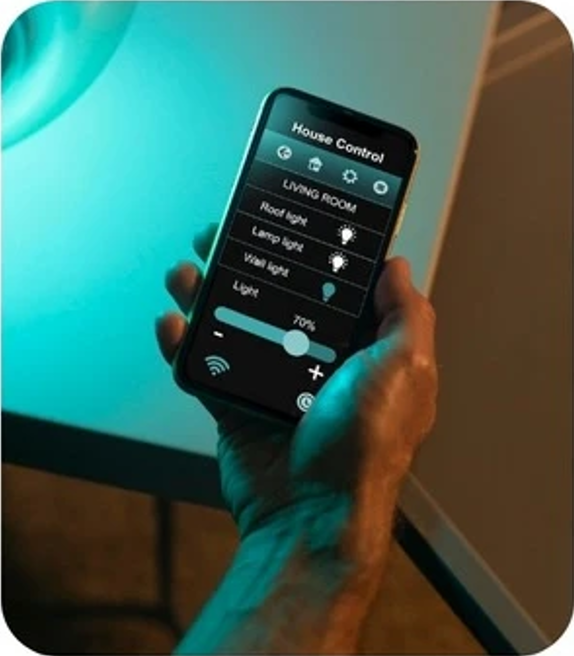 House Control
LIVING ROOM
Roof light
Lamp light
Wall light
Light
70%
- +